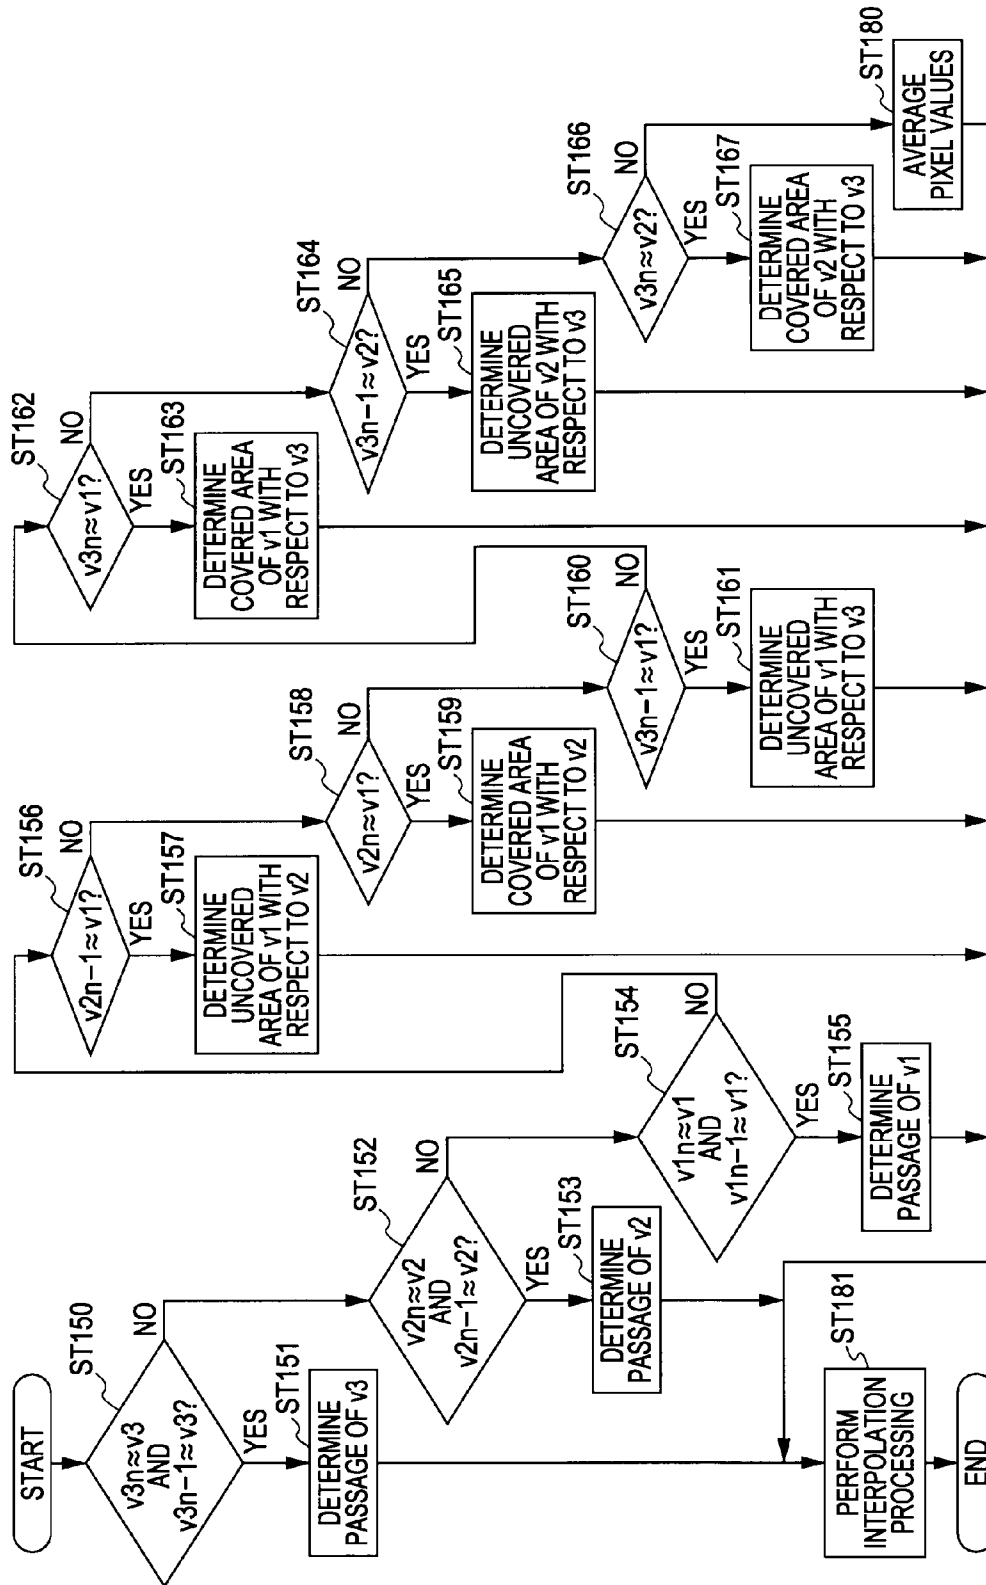 START
ST150
v3n≈v3
AND
v3n−1≈v3?
NO
YES
ST151
DETERMINE
PASSAGE OF v3
ST152
v2n≈v2
AND
v2n−1≈v2?
NO
YES
ST153
DETERMINE
PASSAGE OF v2
ST154
v1n≈v1
AND
v1n−1≈v1?
NO
YES
ST155
DETERMINE
PASSAGE OF v1
ST156
v2n−1≈v1?
NO
YES
ST157
DETERMINE
UNCOVERED
AREA OF v1 WITH
RESPECT TO v2
ST158
v2n≈v1?
NO
YES
ST159
DETERMINE
COVERED AREA
OF v1 WITH
RESPECT TO v2
ST160
v3n−1≈v1?
NO
YES
ST161
DETERMINE
UNCOVERED
AREA OF v1 WITH
RESPECT TO v3
ST162
v3n≈v1?
NO
YES
ST163
DETERMINE
COVERED AREA
OF v1 WITH
RESPECT TO v3
ST164
v3n−1≈v2?
NO
YES
ST165
DETERMINE
UNCOVERED
AREA OF v2 WITH
RESPECT TO v3
ST166
v3n≈v2?
NO
YES
ST167
DETERMINE
COVERED AREA
OF v2 WITH
RESPECT TO v3
ST180
AVERAGE
PIXEL VALUES
ST181
PERFORM
INTERPOLATION
PROCESSING
END